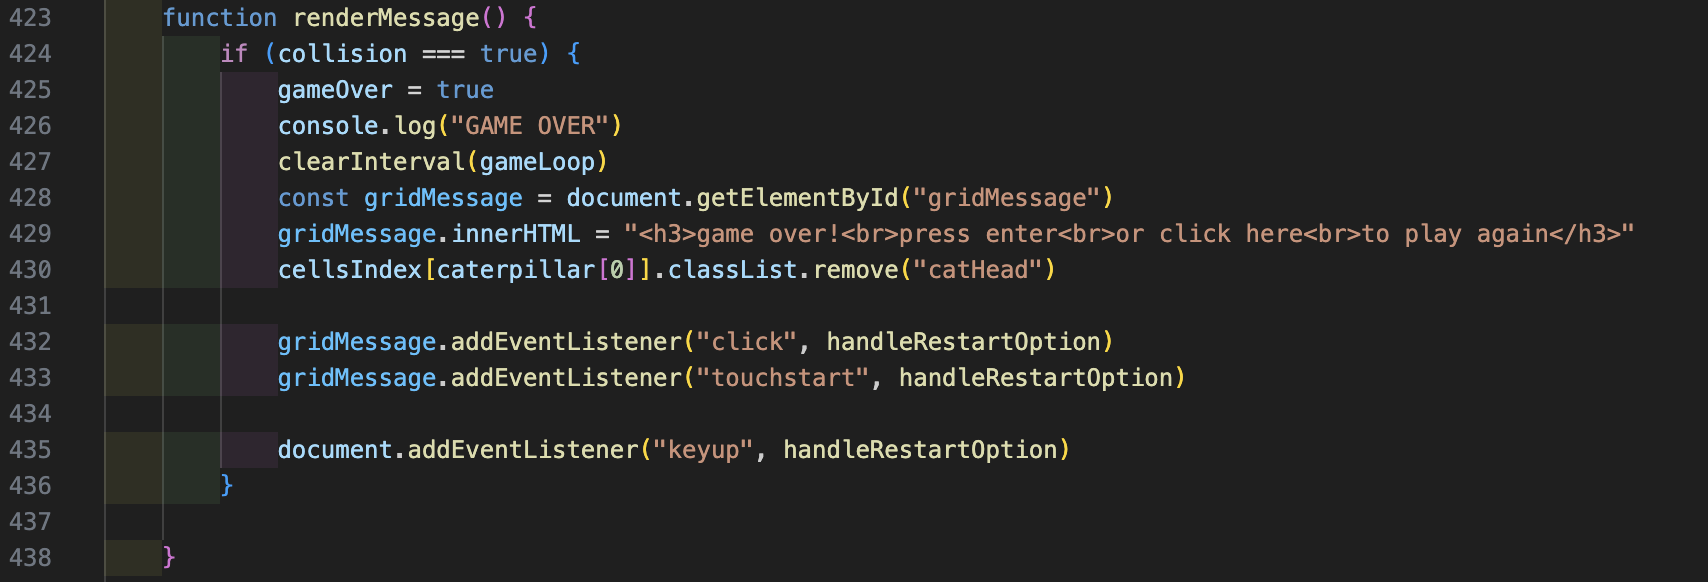 423 function renderMessage() {
424 if (collision === true) {
425 gameOver = true
426 console.log("GAME OVER")
427 clearInterval(gameLoop)
428 const gridMessage = document.getElementById("gridMessage")
429 gridMessage.innerHTML = "<h3>game over!<br>press enter<br>or click here<br>to play again</h3>"
430 cellsIndex[caterpillar[0]].classList.remove("catHead")
431
432 gridMessage.addEventListener("click", handleRestartOption)
433 gridMessage.addEventListener("touchstart", handleRestartOption)
434
435 document.addEventListener("keyup", handleRestartOption)
436 }
437
438 }